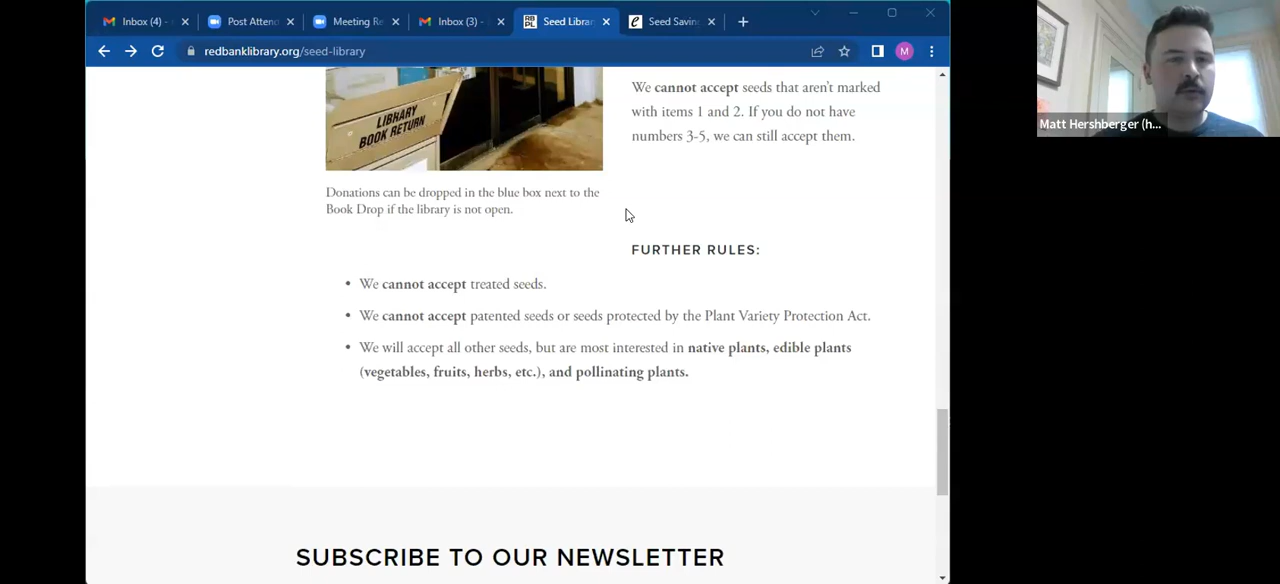 Inbox (4) -
Post Attend
Meeting Re
Inbox (3) -
RB
PL
Seed Librar
Seed Saving
redbanklibrary.org/seed-library
M
LIBRARY
BOOK RETURN
Donations can be dropped in the blue box next to the
Book Drop if the library is not open.
We cannot accept seeds that aren't marked
with items 1 and 2. If you do not have
numbers 3-5, we can still accept them.
FURTHER RULES:
• We cannot accept treated seeds.
• We cannot accept patented seeds or seeds protected by the Plant Variety Protection Act.
• We will accept all other seeds, but are most interested in native plants, edible plants
(vegetables, fruits, herbs, etc.), and pollinating plants.
SUBSCRIBE TO OUR NEWSLETTER
Matt Hershberger (h...